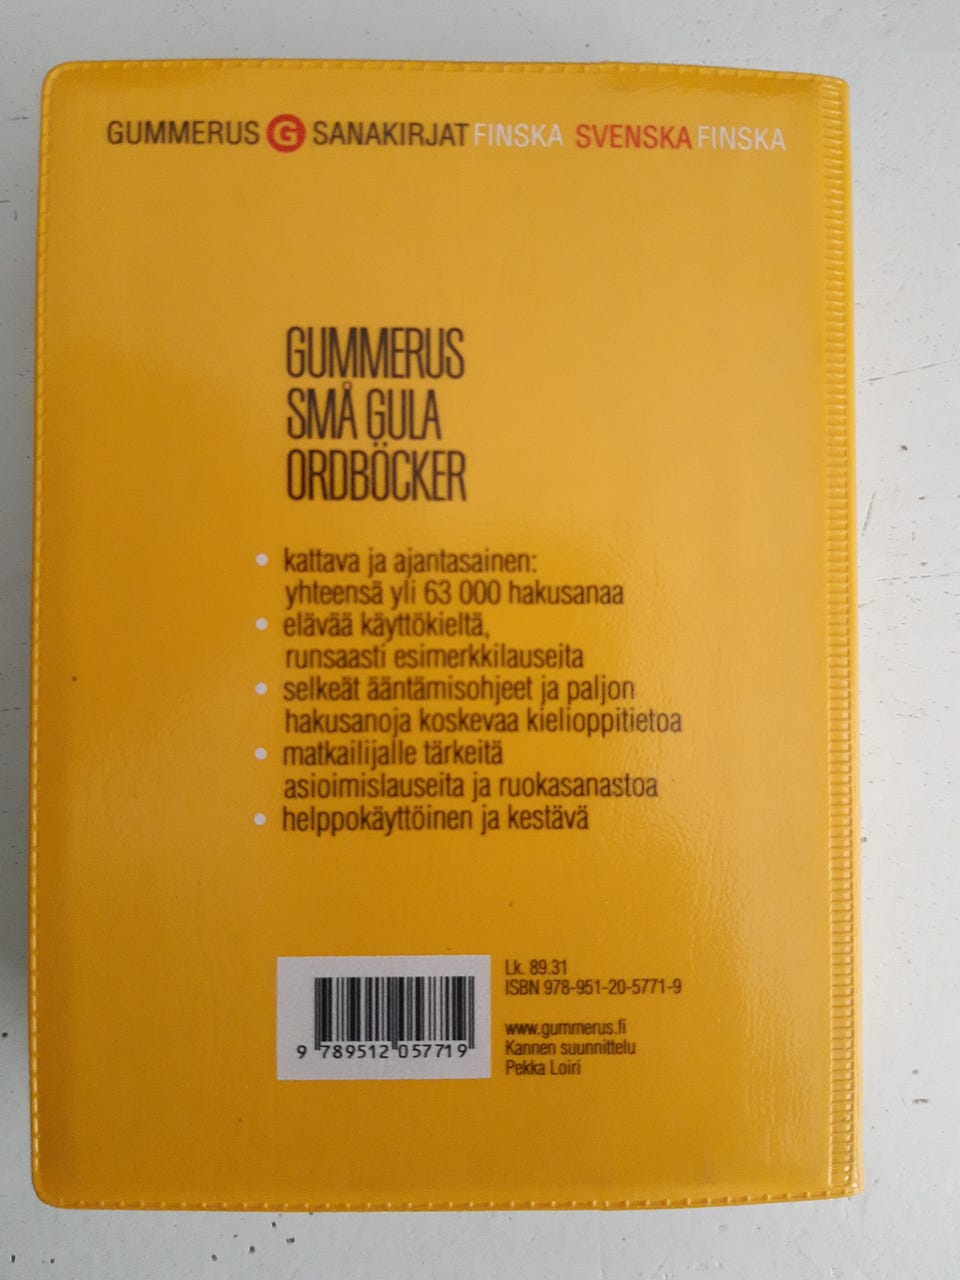 GUMMERUS G SANAKIRJAT FINSKA SVENSKA FINSKA
GUMMERUS
SMÅ GULA
ORDBÖCKER
• kattava ja ajantasainen:
yhteensä yli 63 000 hakusanaa
• elävää käyttökieltä,
runsaasti esimerkkilauseita
• selkeät ääntämisohjeet ja paljon
hakusanoja koskevaa kielioppitietoa
• matkailijalle tärkeitä
asioimislauseita ja ruokasanastoa
• helppokäyttöinen ja kestävä
Lk. 89.31
ISBN 978-951-20-5771-9
www.gummerus.fi
Kannen suunnittelu
Pekka Loiri
9 789512 057719